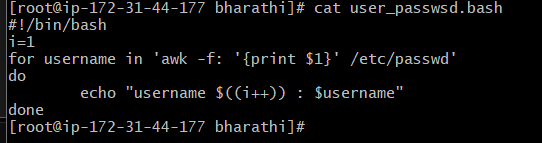 [root@ip-172-31-44-177 bharathi]# cat user_passwsd.bash
#!/bin/bash
i=1
for username in 'awk -f: '{print $1}' /etc/passwd'
do
        echo "username $((i++)) : $username"
done
[root@ip-172-31-44-177 bharathi]#